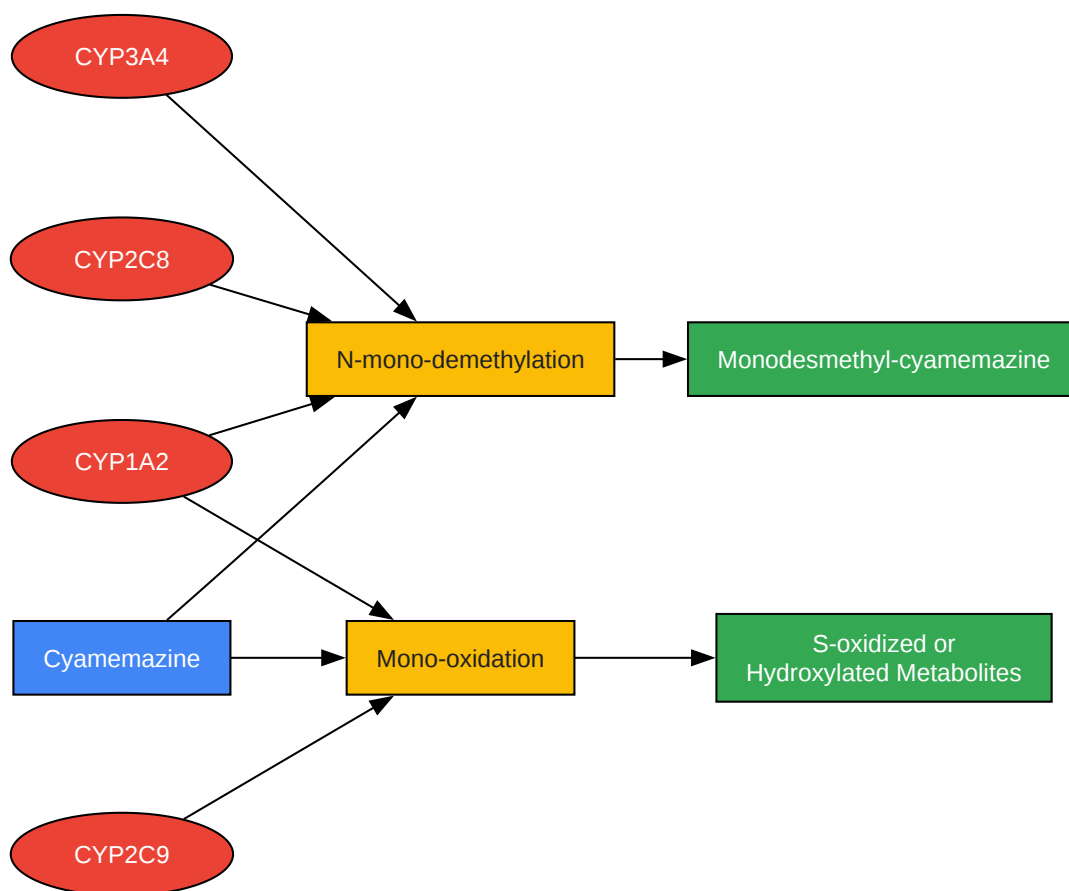 CYP3A4
CYP2C8
N-mono-demethylation
Monodesmethyl-cyamemazine
CYP1A2
Cyamemazine
Mono-oxidation
S-oxidized or
Hydroxylated Metabolites
CYP2C9